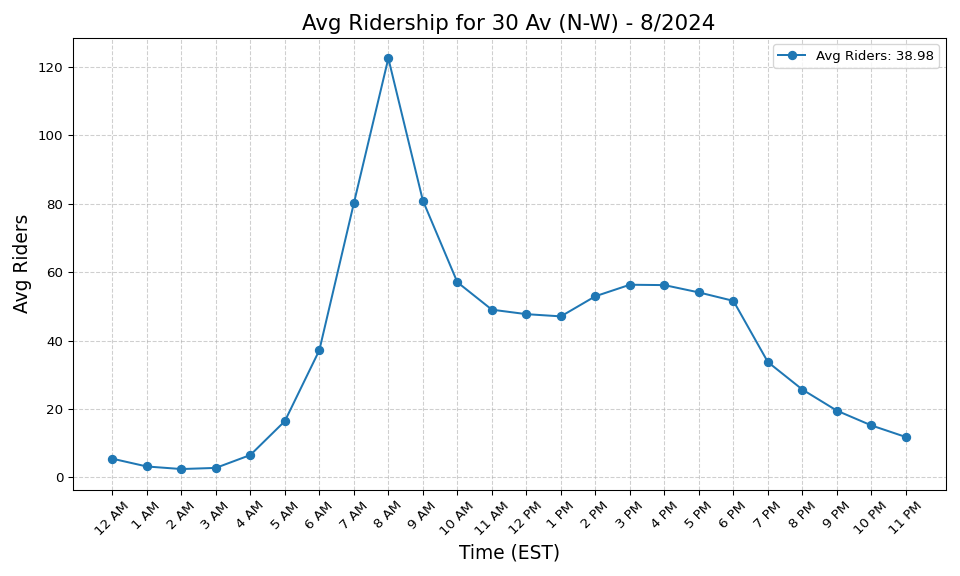 Avg Ridership for 30 Av (N-W) - 8/2024
Avg Riders: 38.98
Avg Riders
120
100
80
60
40
20
0
12 AM
1 AM
2 AM
3 AM
4 AM
5 AM
6 AM
7 AM
8 AM
9 AM
10 AM
11 AM
12 PM
1 PM
2 PM
3 PM
4 PM
5 PM
6 PM
7 PM
8 PM
9 PM
10 PM
11 PM
Time (EST)